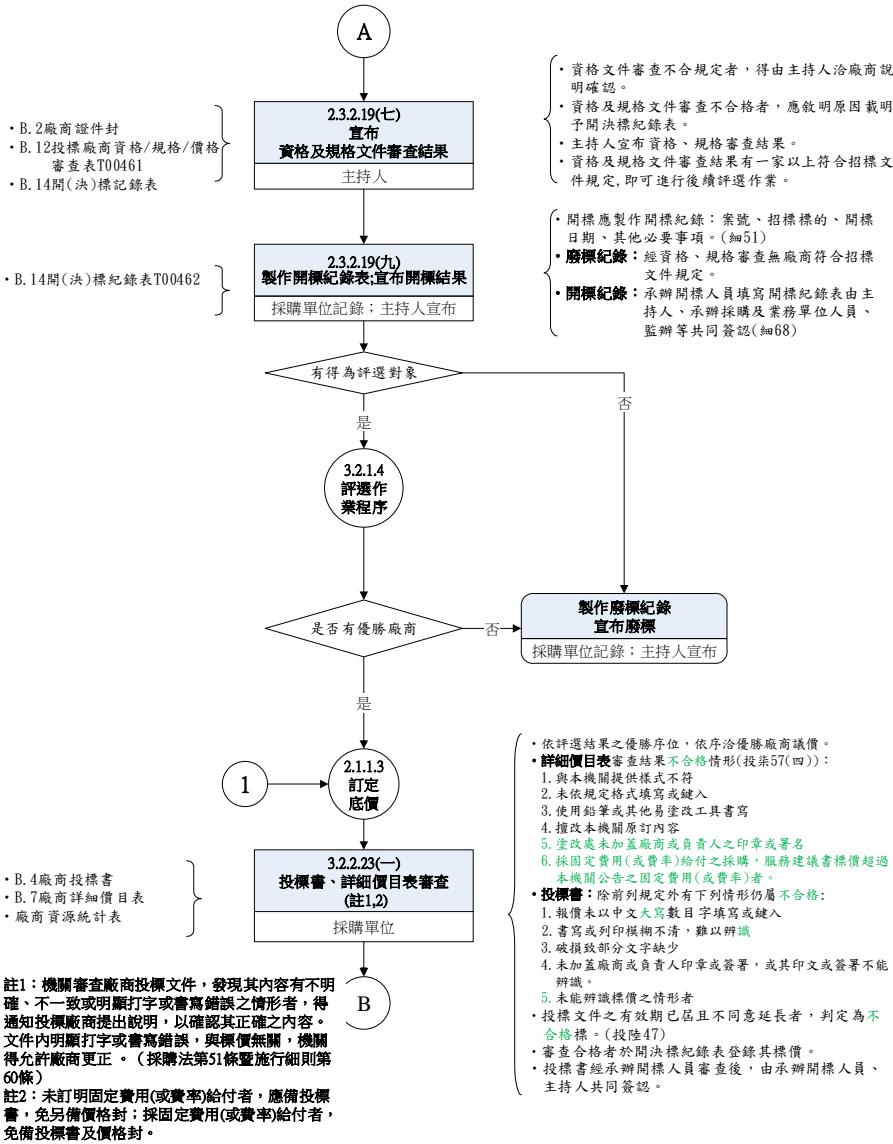 A
・B.2廠商證件封
・B.12投標廠商資格/規格/價格
審查表T00461
・B.14開(決)標記錄表
2.3.2.19(七)
宣布
資格及規格文件審查結果
主持人
・資格文件審查不合規定者，得由主持人洽廠商說
明確認。
・資格及規格文件審查不合格者，應敘明原因載明
予開決標紀錄表。
・主持人宣布資格、規格審查結果。
・資格及規格文件審查結果有一家以上符合招標文
件規定,即可進行後續評選作業。
・B.14開(決)標紀錄表T00462
2.3.2.19(九)
製作開標紀錄表;宣布開標結果
採購單位記錄；主持人宣布
・開標應製作開標紀錄：案號、招標標的、開標
日期、其他必要事項。(細51)
・廢標紀錄：經資格、規格審查無廠商符合招標
文件規定。
・開標紀錄：承辦開標人員填寫開標紀錄表由主
持人、承辦採購及業務單位人員、
監辦等共同簽認(細68)
有得為評選對象
否
是
3.2.1.4
評選作
業程序
是否有優勝廠商
否
製作廢標紀錄
宣布廢標
採購單位記錄；主持人宣布
是
1
2.1.1.3
訂定
底價
・B.4廠商投標書
・B.7廠商詳細價目表
・廠商資源統計表
3.2.2.23(一)
投標書、詳細價目表審查
(註1,2)
採購單位
B
・依評選結果之優勝序位，依序洽優勝廠商議價。
・詳細價目表審查結果不合格情形(投柒57(四))：
1.與本機關提供樣式不符
2.未依規定格式填寫或鍵入
3.使用鉛筆或其他易塗改工具書寫
4.擅改本機關原訂內容
5.塗改處未加蓋廠商或負責人之印章或署名
6.採固定費用(或費率)給付之採購，服務建議書標價超過
本機關公告之固定費用(或費率)者。
・投標書：除前列規定外有下列情形仍屬不合格:
1.報價未以中文大寫數目字填寫或鍵入
2.書寫或列印模糊不清，難以辨識
3.破損致部分文字缺少
4.未加蓋廠商或負責人印章或簽署，或其印文或簽署不能
辨識。
5.未能辨識標價之情形者
・投標文件之有效期已屆且不同意延長者，判定為不
合格標。(投陸47)
・審查合格者於開決標紀錄表登錄其標價。
・投標書經承辦開標人員審查後，由承辦開標人員、
主持人共同簽認。
註1：機關審查廠商投標文件，發現其內容有不明
確、不一致或明顯打字或書寫錯誤之情形者，得
通知投標廠商提出說明，以確認其正確之內容。
文件內明顯打字或書寫錯誤，與標價無關，機關
得允許廠商更正 。（採購法第51條暨施行細則第
60條）
註2：未訂明固定費用(或費率)給付者，應備投標
書，免另備價格封；採固定費用(或費率)給付者，
免備投標書及價格封。